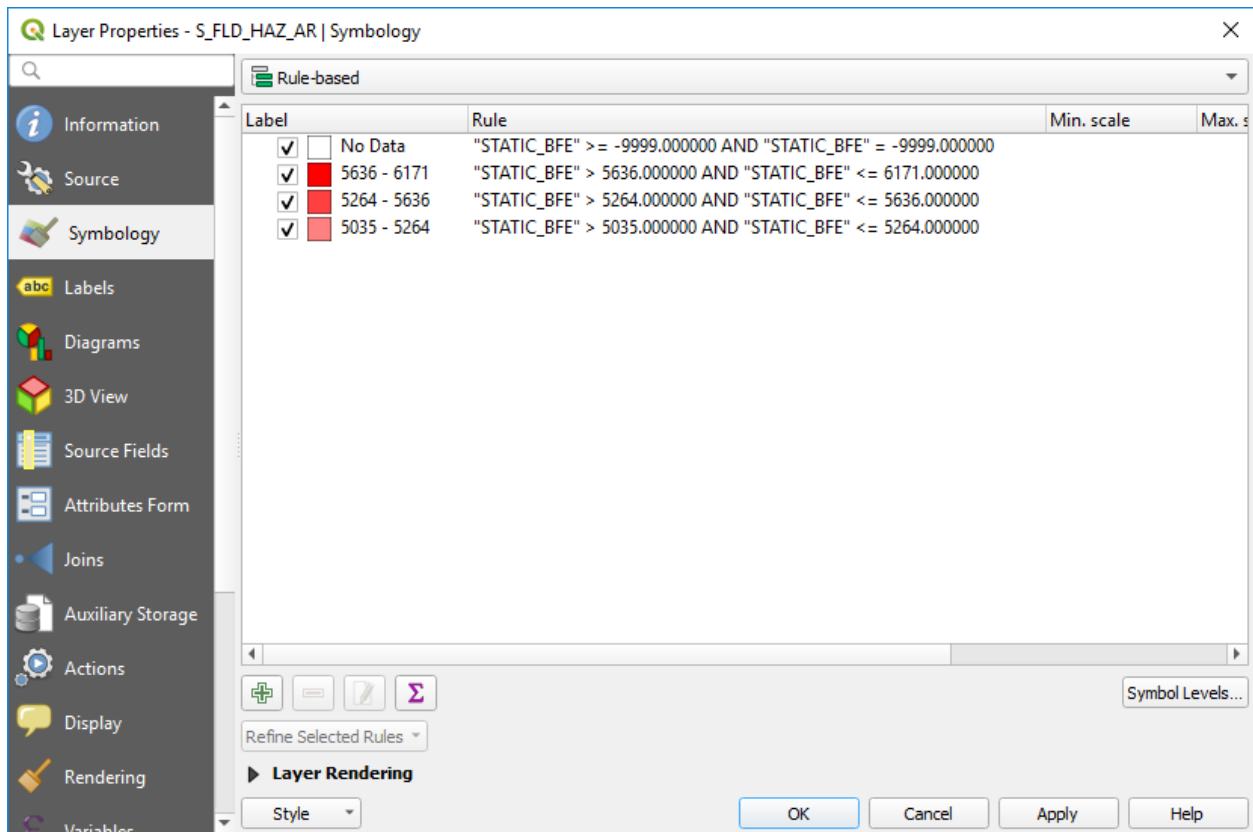 Layer Properties - S_FLD_HAZ_AR | Symbology
Rule-based
Information
Source
Symbology
Labels
Diagrams
3D View
Source Fields
Attributes Form
Joins
Auxiliary Storage
Actions
Display
Rendering
Variables
abc
Label Rule Min. scale Max. s
No Data "STATIC_BFE" >= -9999.000000 AND "STATIC_BFE" = -9999.000000
5636 - 6171 "STATIC_BFE" > 5636.000000 AND "STATIC_BFE" <= 6171.000000
5264 - 5636 "STATIC_BFE" > 5264.000000 AND "STATIC_BFE" <= 5636.000000
5035 - 5264 "STATIC_BFE" > 5035.000000 AND "STATIC_BFE" <= 5264.000000
Σ
Symbol Levels...
Refine Selected Rules
Layer Rendering
Style
OK Cancel Apply Help